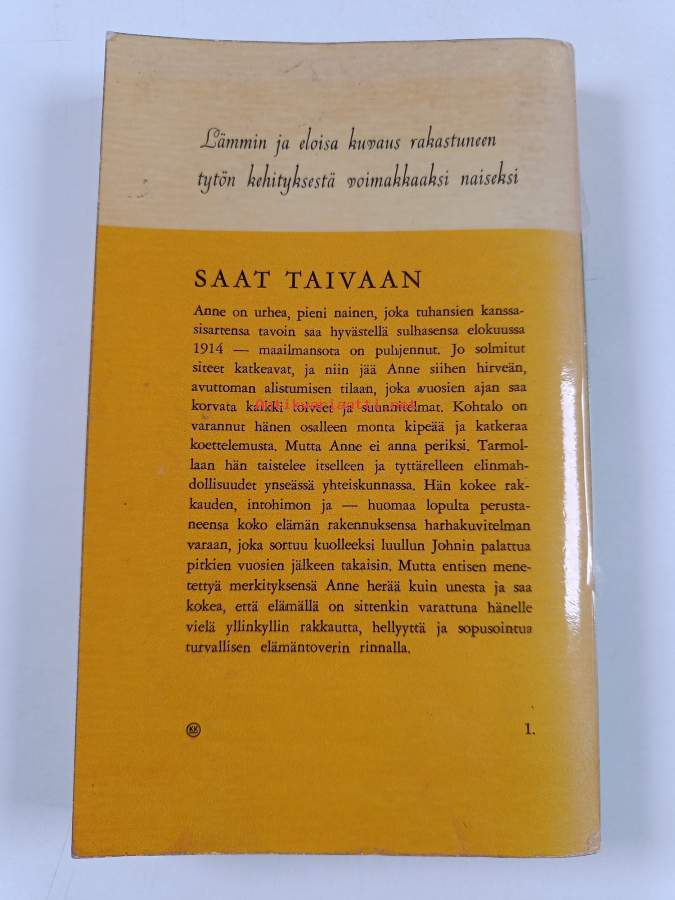 Lämmin ja eloisa kuvaus rakastuneen
tytön kehityksestä voimakkaaksi naiseksi
SAAT TAIVAAN
Anne on urhea, pieni nainen, joka tuhansien kanssa-
sisartensa tavoin saa hyvästellä sulhasensa elokuussa
1914 — maailmansota on puhjennut. Jo solmitut
siteet katkeavat, ja niin jää Anne siihen hirveän,
avuttoman alistumisen tilaan, joka vuosien ajan saa
korvata kaikki toiveet ja suunnitelmat. Kohtalo on
Antikvariaatti.net
varannut hänen osalleen monta kipeää ja katkeraa
koettelemusta. Mutta Anne ei anna periksi. Tarmol-
laan hän taistelee itselleen ja tyttärelleen elinmah-
dollisuudet ynseässä yhteiskunnassa. Hän kokee rak-
kauden, intohimon ja — huomaa lopulta perusta-
neensa koko elämän rakennuksensa harhakuvitelman
varaan, joka sortuu kuolleeksi luullun Johnin palattua
pitkien vuosien jälkeen takaisin. Mutta entisen mene-
tettyä merkityksensä Anne herää kuin unesta ja saa
kokea, että elämällä on sittenkin varattuna hänelle
vielä yllinkyllin rakkautta, hellyyttä ja sopusointua
turvallisen elämäntoverin rinnalla.
KK
1.